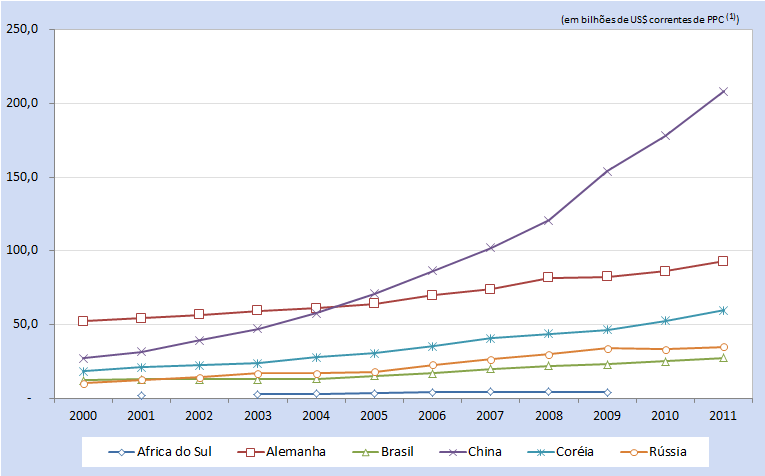 (em bilhões de US$ correntes de PPC (1))
250,0
200,0
150,0
100,0
50,0
-
2000 2001 2002 2003 2004 2005 2006 2007 2008 2009 2010 2011
Africa do Sul Alemanha Brasil China Coréia Rússia